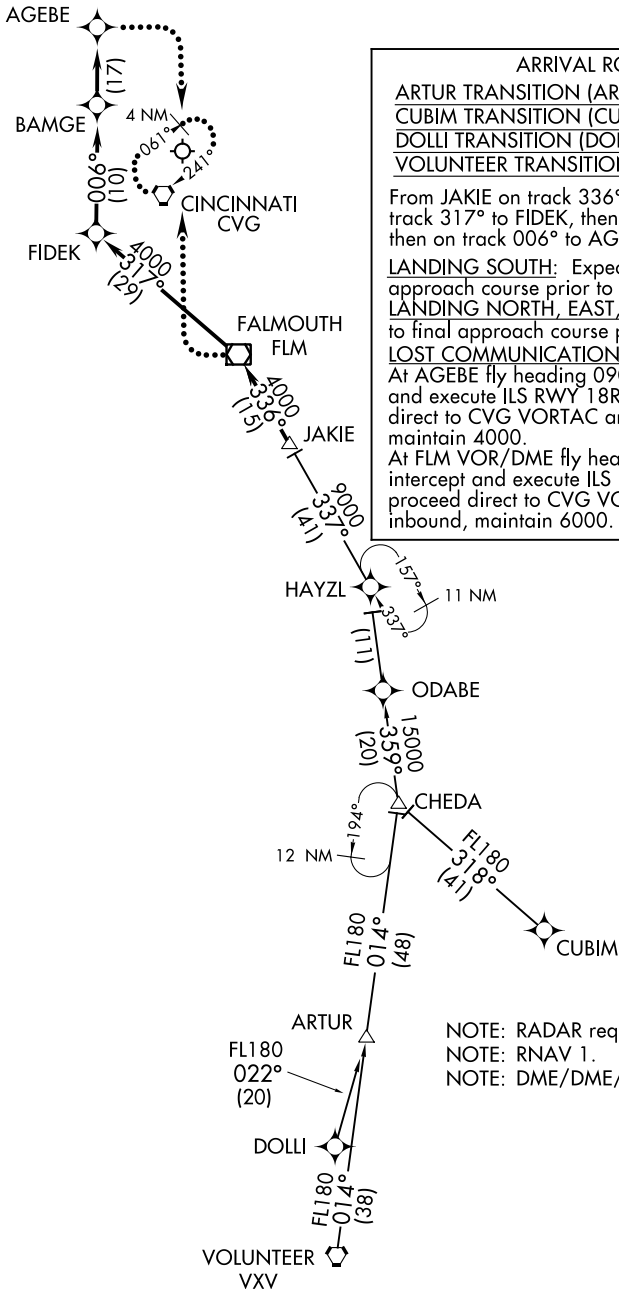 AGEBE
(17)
BAMGE
4 NM
061°
241°
006°
(10)
CINCINNATI
CVG
FIDEK
4000
317°
(29)
FALMOUTH
FLM
4000
336°
(15)
JAKIE
9000
337°
(41)
HAYZL
157°
337°
11 NM
(11)
ODABE
15000
359°
(20)
CHEDA
194°
12 NM
FL180
318°
(41)
CUBIM
FL180
014°
(48)
ARTUR
FL180
022°
(20)
DOLLI
FL180
014°
(38)
VOLUNTEER
VXV
ARRIVAL RO
ARTUR TRANSITION (AR
CUBIM TRANSITION (CU
DOLLI TRANSITION (DOL
VOLUNTEER TRANSITION
From JAKIE on track 336°
track 317° to FIDEK, then
then on track 006° to AG
LANDING SOUTH: Expec
approach course prior to
LANDING NORTH, EAST,
to final approach course p
LOST COMMUNICATION
At AGEBE fly heading 090
and execute ILS RWY 18R
direct to CVG VORTAC an
maintain 4000.
At FLM VOR/DME fly hea
intercept and execute ILS
proceed direct to CVG VO
inbound, maintain 6000.
NOTE: RADAR req
NOTE: RNAV 1.
NOTE: DME/DME/